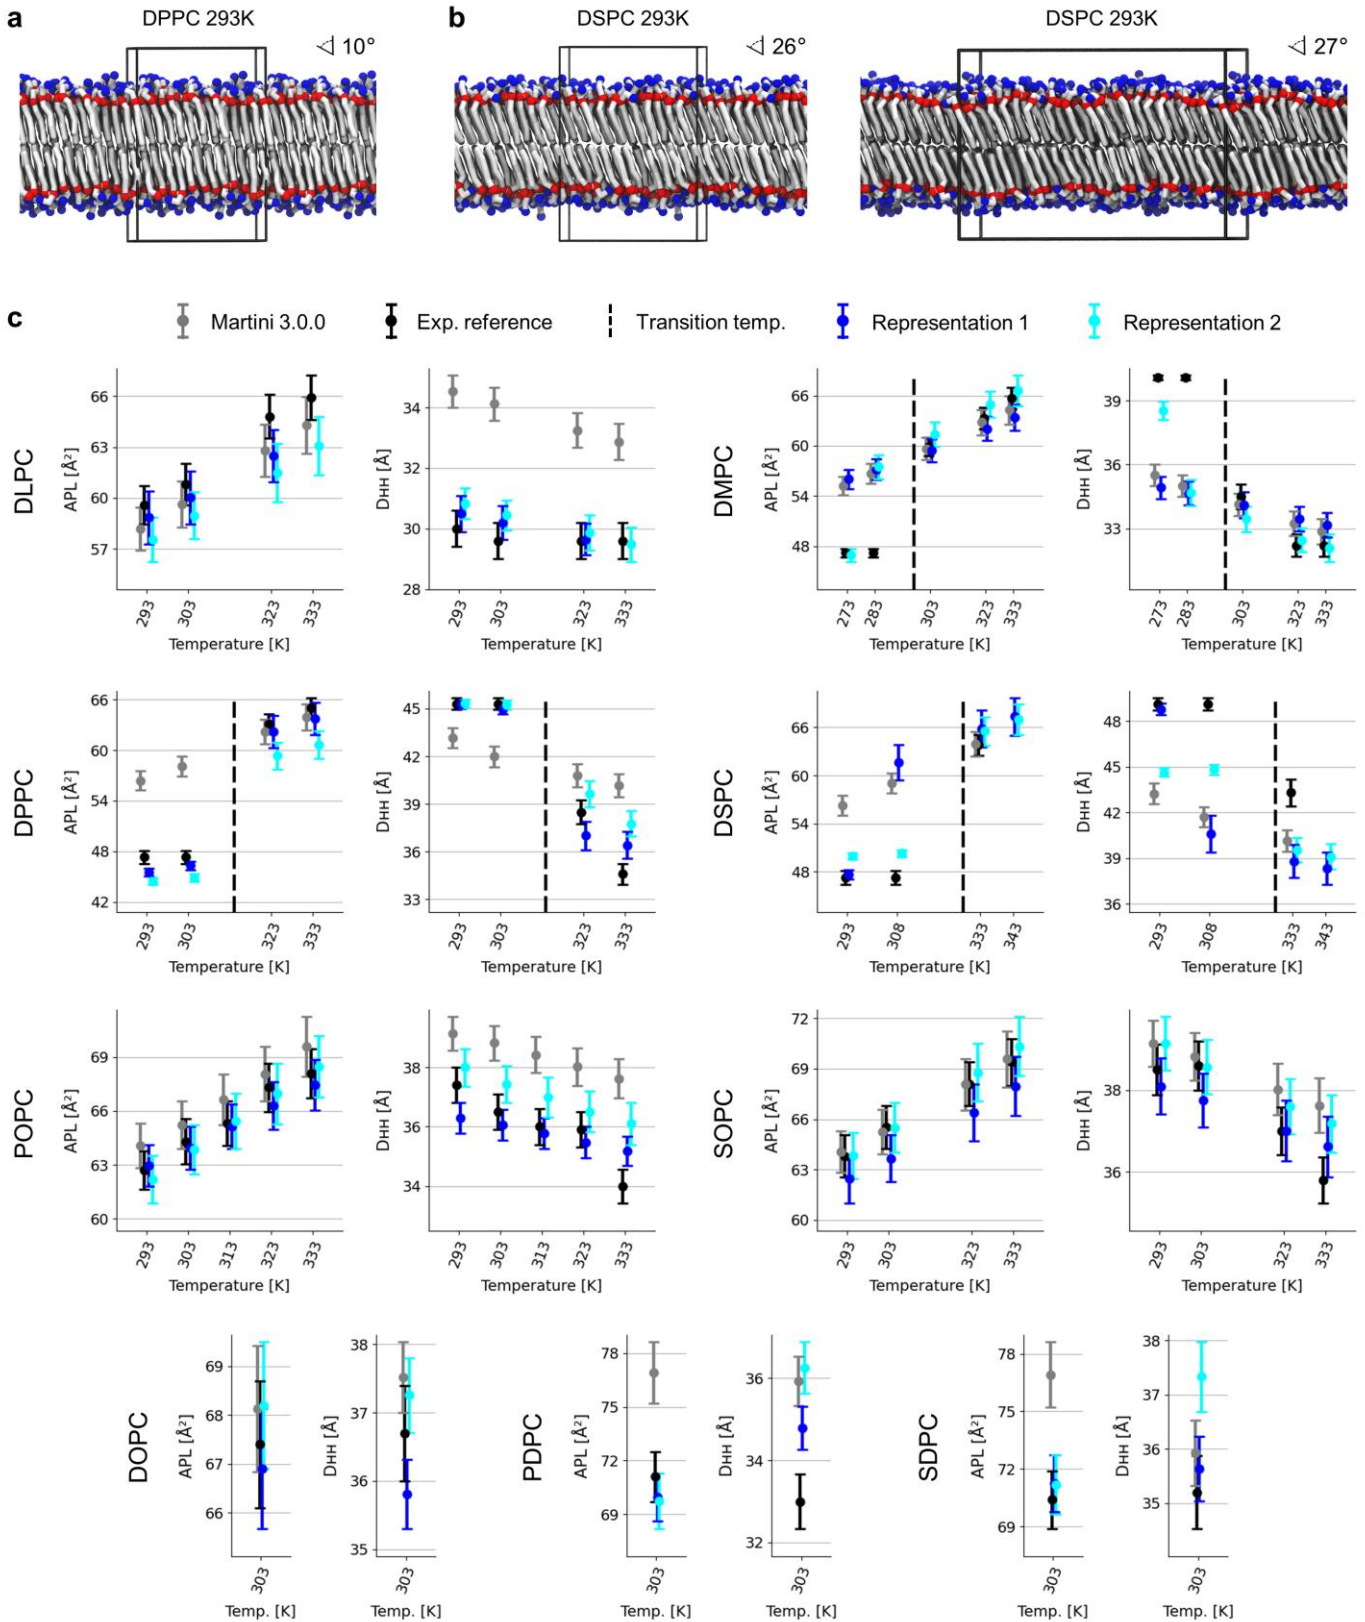 a
DPPC 293K
10°
b
DSPC 293K
26°
DSPC 293K
27°
c
Martini 3.0.0
Exp. reference
Transition temp.
Representation 1
Representation 2
DLPC
APL [Å²]
66
63
60
57
293
303
323
333
Temperature [K]
DHH [Å]
34
32
30
28
293
303
323
333
Temperature [K]
DMPC
APL [Å²]
66
60
54
48
273
283
303
323
333
Temperature [K]
DHH [Å]
39
36
33
273
283
303
323
333
Temperature [K]
DPPC
APL [Å²]
66
60
54
48
42
293
303
323
333
Temperature [K]
DHH [Å]
45
42
39
36
33
293
303
323
333
Temperature [K]
DSPC
APL [Å²]
66
60
54
48
293
308
333
343
Temperature [K]
DHH [Å]
48
45
42
39
36
293
308
333
343
Temperature [K]
POPC
APL [Å²]
69
66
63
60
293
303
313
323
333
Temperature [K]
DHH [Å]
38
36
34
293
303
313
323
333
Temperature [K]
SOPC
APL [Å²]
72
69
66
63
60
293
303
323
333
Temperature [K]
DHH [Å]
38
36
293
303
323
333
Temperature [K]
DOPC
APL [Å²]
69
68
67
66
303
Temp. [K]
DHH [Å]
38
37
36
35
303
Temp. [K]
PDPC
APL [Å²]
78
75
72
69
303
Temp. [K]
DHH [Å]
36
34
32
303
Temp. [K]
SDPC
APL [Å²]
78
75
72
69
303
Temp. [K]
DHH [Å]
38
37
36
35
303
Temp. [K]